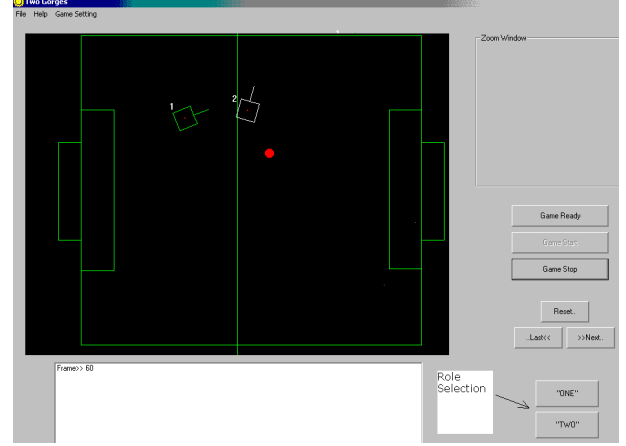 Two Gorges
File Help Game Setting
Zoom Window
1
2
Game Ready
Game Start
Game Stop
Reset..
..Last<< >>Next..
Frame>> 60
Role
Selection
"ONE"
"TWO"